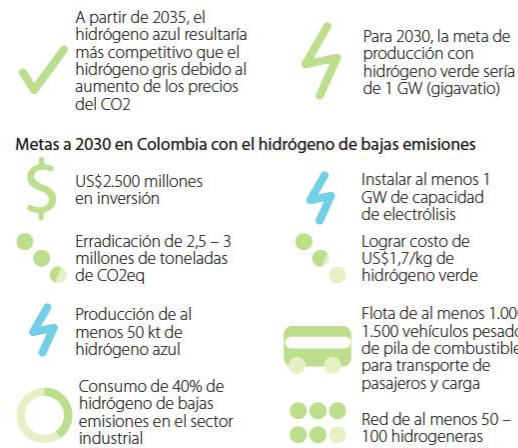 A partir de 2035, el
hidrógeno azul resultaría
más competitivo que el
hidrógeno gris debido al
aumento de los precios
del CO2
Para 2030, la meta de
producción con
hidrógeno verde sería
de 1 GW (gigavatio)
Metas a 2030 en Colombia con el hidrógeno de bajas emisiones
$
US$2.500 millones
en inversión
Instalar al menos 1
GW de capacidad
de electrólisis
Erradicación de 2,5 – 3
millones de toneladas
de CO2eq
Lograr costo de
US$1,7/kg de
hidrógeno verde
Producción de al
menos 50 kt de
hidrógeno azul
Flota de al menos
1.500 vehículos
de pila de combustible
para transporte de
pasajeros y carga
Consumo de 40% de
hidrógeno de bajas
emisiones en el sector
industrial
Red de al menos 50 –
100 hidrogeneras